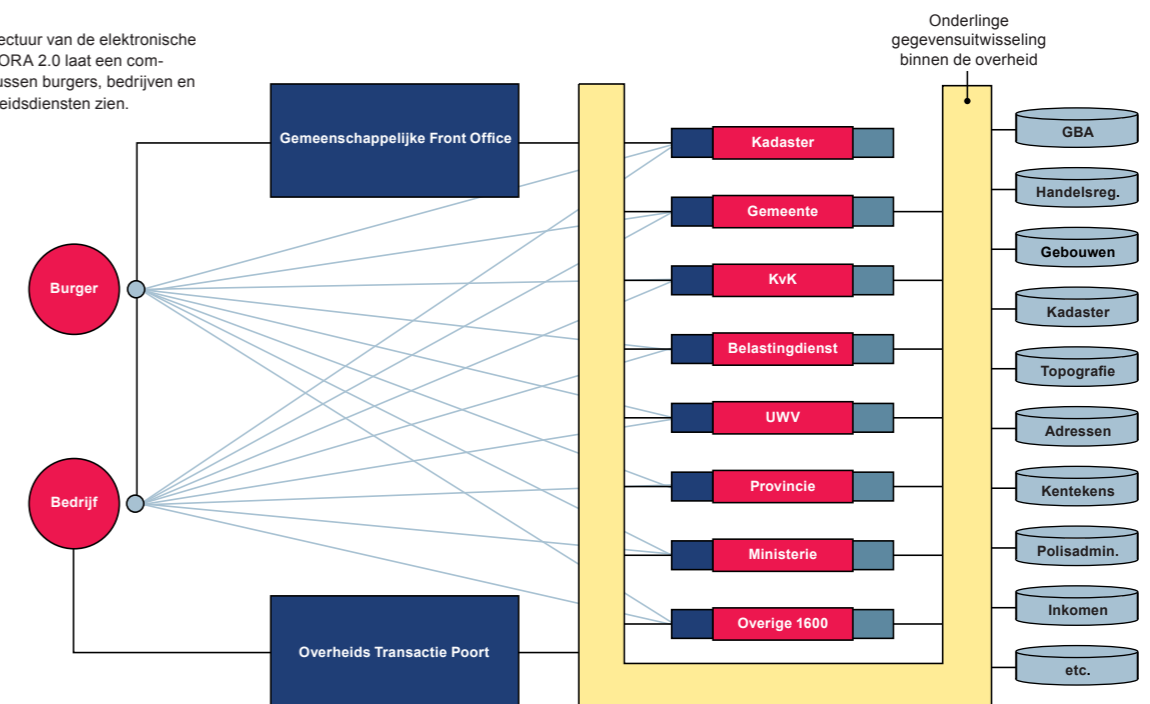 ectuur van de elektronische
ORA 2.0 laat een com-
ussen burgers, bedrijven en
eidsdiensten zien.
Onderlinge
gegevensuitwisseling
binnen de overheid
Gemeenschappelijke Front Office
Burger
Bedrijf
Overheids Transactie Poort
Kadaster
Gemeente
KvK
Belastingdienst
UWV
Provincie
Ministerie
Overige 1600
GBA
Handelsreg.
Gebouwen
Kadaster
Topografie
Adressen
Kentekens
Polisadmin.
Inkomen
etc.